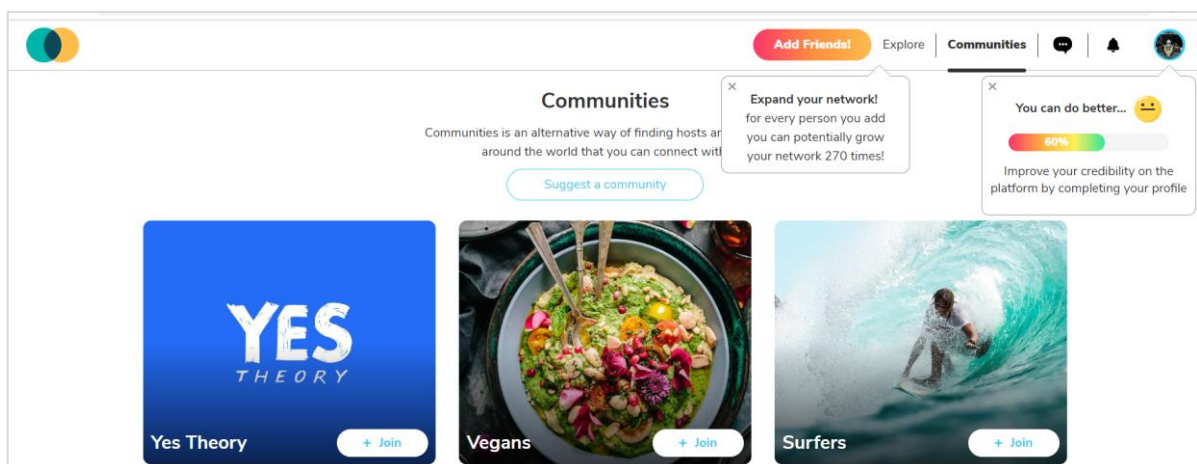 Add Friends!
Explore
Communities
Communities
Communities is an alternative way of finding hosts an
around the world that you can connect with
Suggest a community
Expand your network!
for every person you add
you can potentially grow
your network 270 times!
You can do better...
60%
Improve your credibility on the
platform by completing your profile
YES
THEORY
Yes Theory
+ Join
Vegans
+ Join
Surfers
+ Join